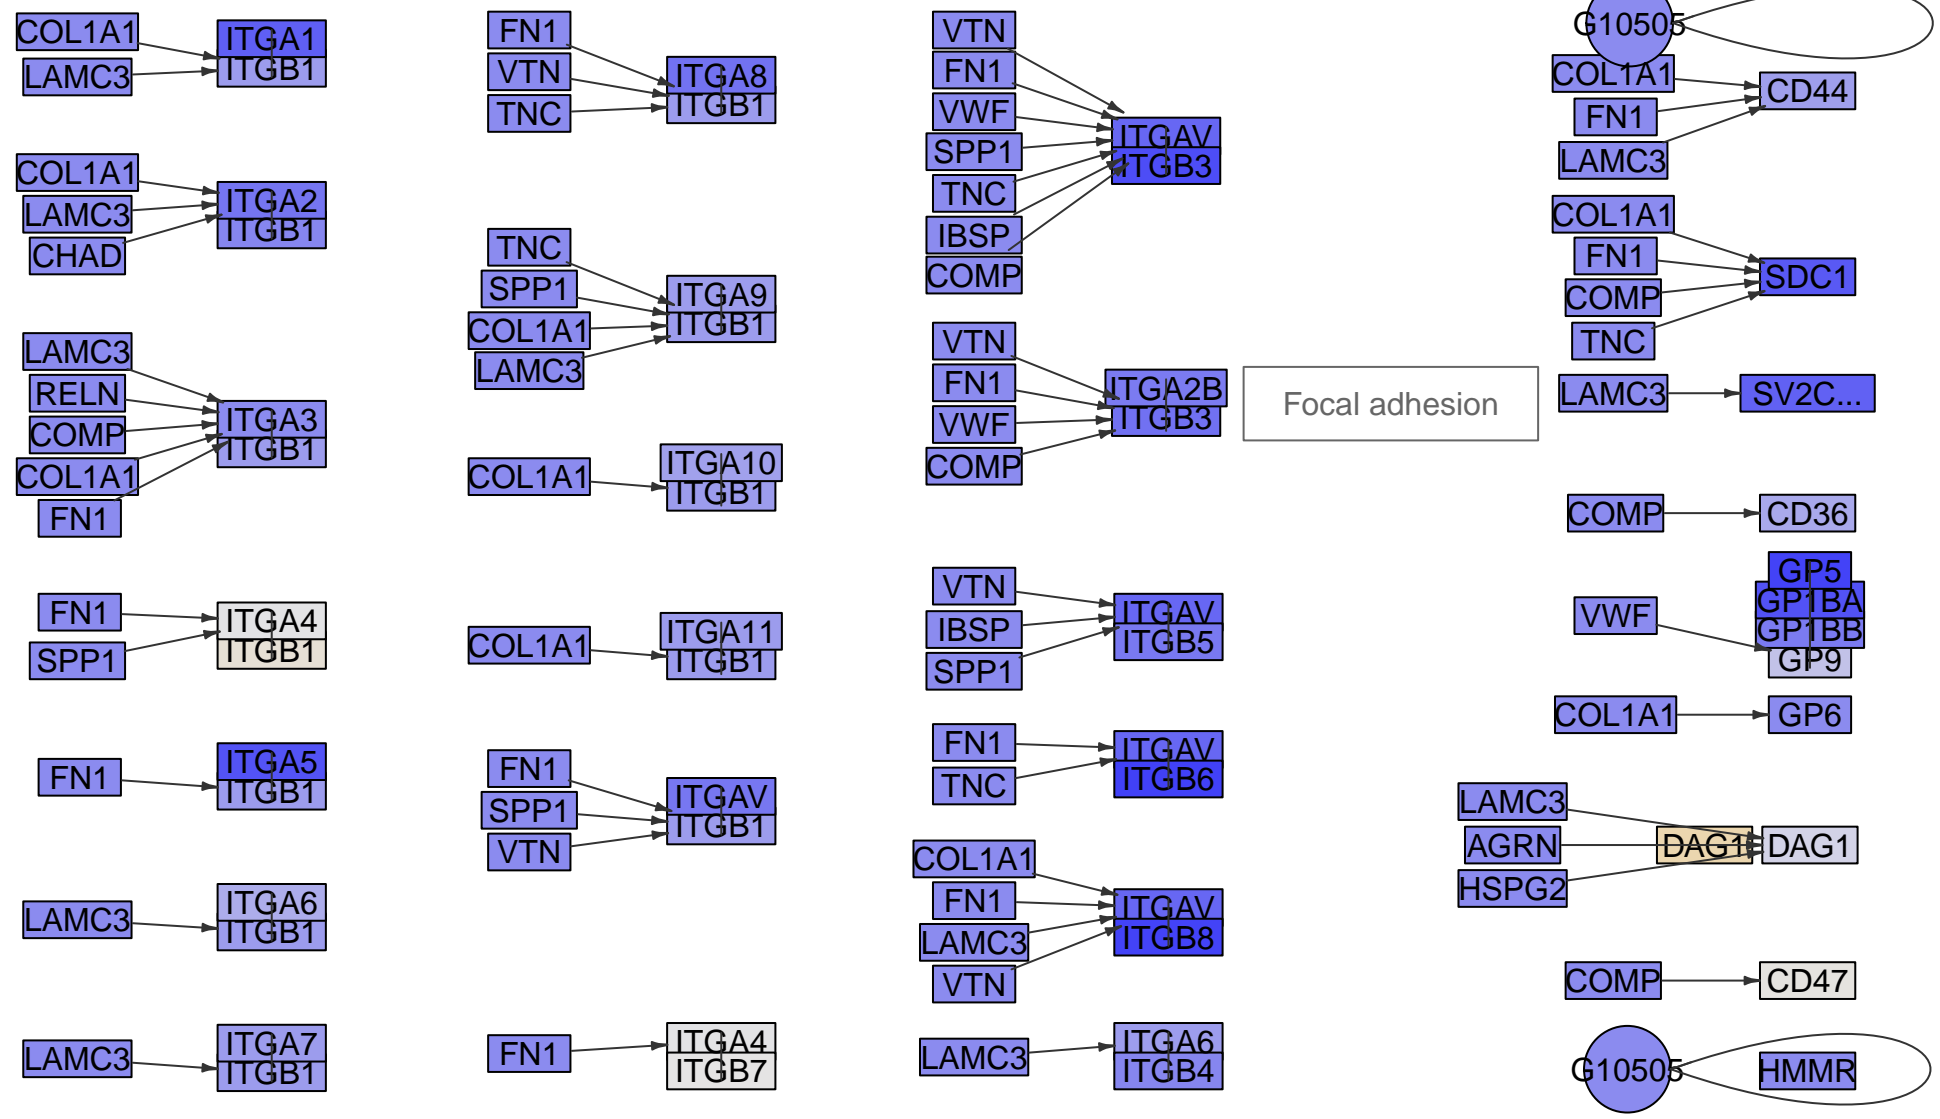 COL1A1
LAMC3
ITGA1
ITGB1
COL1A1
LAMC3
CHAD
ITGA2
ITGB1
LAMC3
RELN
COMP
COL1A1
FN1
ITGA3
ITGB1
FN1
SPP1
ITGA4
ITGB1
FN1
ITGA5
ITGB1
LAMC3
ITGA6
ITGB1
LAMC3
ITGA7
ITGB1
FN1
VTN
TNC
ITGA8
ITGB1
TNC
SPP1
COL1A1
LAMC3
ITGA9
ITGB1
COL1A1
ITGA10
ITGB1
COL1A1
ITGA11
ITGB1
FN1
SPP1
VTN
ITGAV
ITGB1
FN1
ITGA4
ITGB7
VTN
FN1
VWF
SPP1
TNC
IBSP
COMP
ITGAV
ITGB3
VTN
FN1
VWF
COMP
ITGA2B
ITGB3
Focal adhesion
VTN
IBSP
SPP1
ITGAV
ITGB5
FN1
TNC
ITGAV
ITGB6
COL1A1
FN1
LAMC3
VTN
ITGAV
ITGB8
LAMC3
ITGA6
ITGB4
G10505
COL1A1
FN1
LAMC3
CD44
COL1A1
FN1
COMP
TNC
SDC1
LAMC3
SV2C...
COMP
CD36
VWF
GP5
GP1BA
GP1BB
GP9
COL1A1
GP6
LAMC3
AGRN
HSPG2
DAG1
DAG1
COMP
CD47
G10505
HMMR